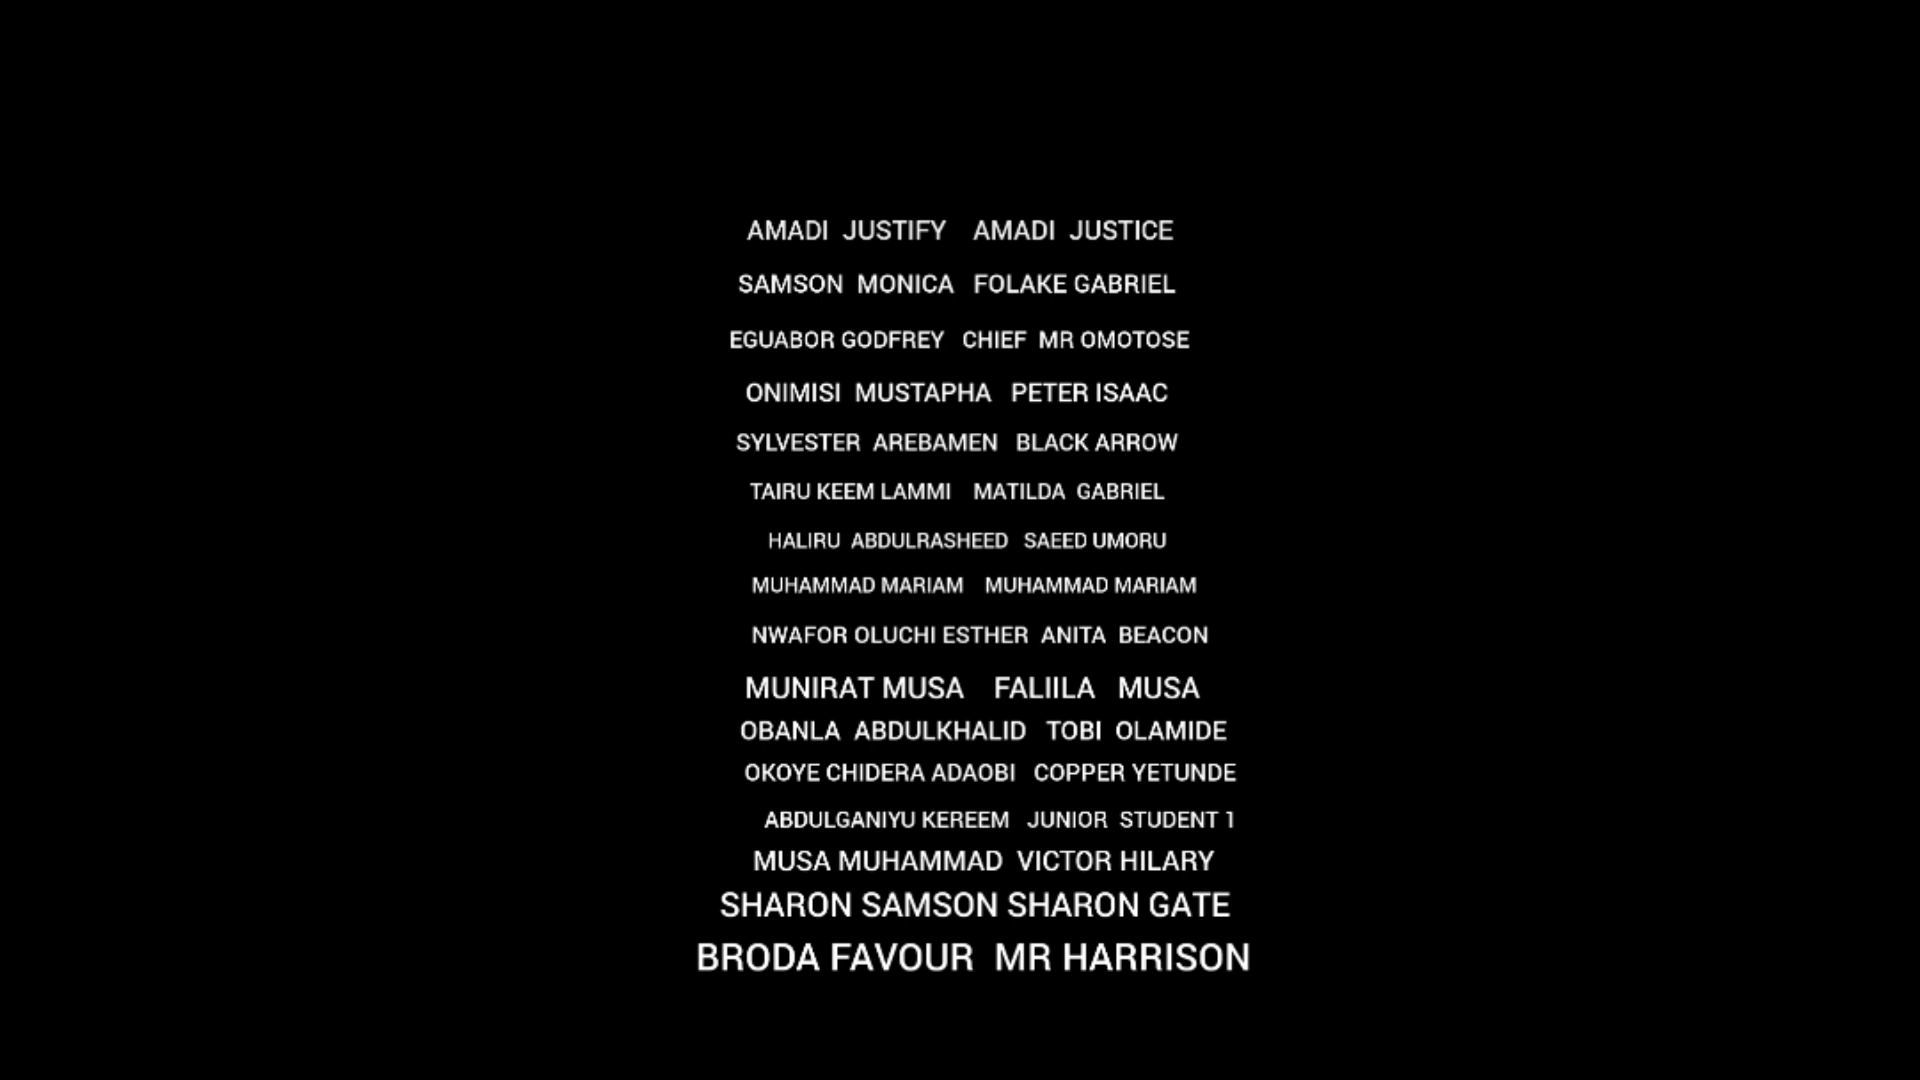 AMADI JUSTIFY AMADI JUSTICE
SAMSON MONICA FOLAKE GABRIEL
EGUABOR GODFREY CHIEF MR OMOTOSE
ONIMISI MUSTAPHA PETER ISAAC
SYLVESTER AREBAMEN BLACK ARROW
TAIRU KEEM LAMMI MATILDA GABRIEL
HALIRU ABDULRASHEED SAEED UMORU
MUHAMMAD MARIAM MUHAMMAD MARIAM
NWAFOR OLUCHI ESTHER ANITA BEACON
MUNIRAT MUSA FALIILA MUSA
OBANLA ABDULKHALID TOBI OLAMIDE
OKOYE CHIDERA ADAOBI COPPER YETUNDE
ABDULGANIYU KEREEM JUNIOR STUDENT 1
MUSA MUHAMMAD VICTOR HILARY
SHARON SAMSON SHARON GATE
BRODA FAVOUR MR HARRISON